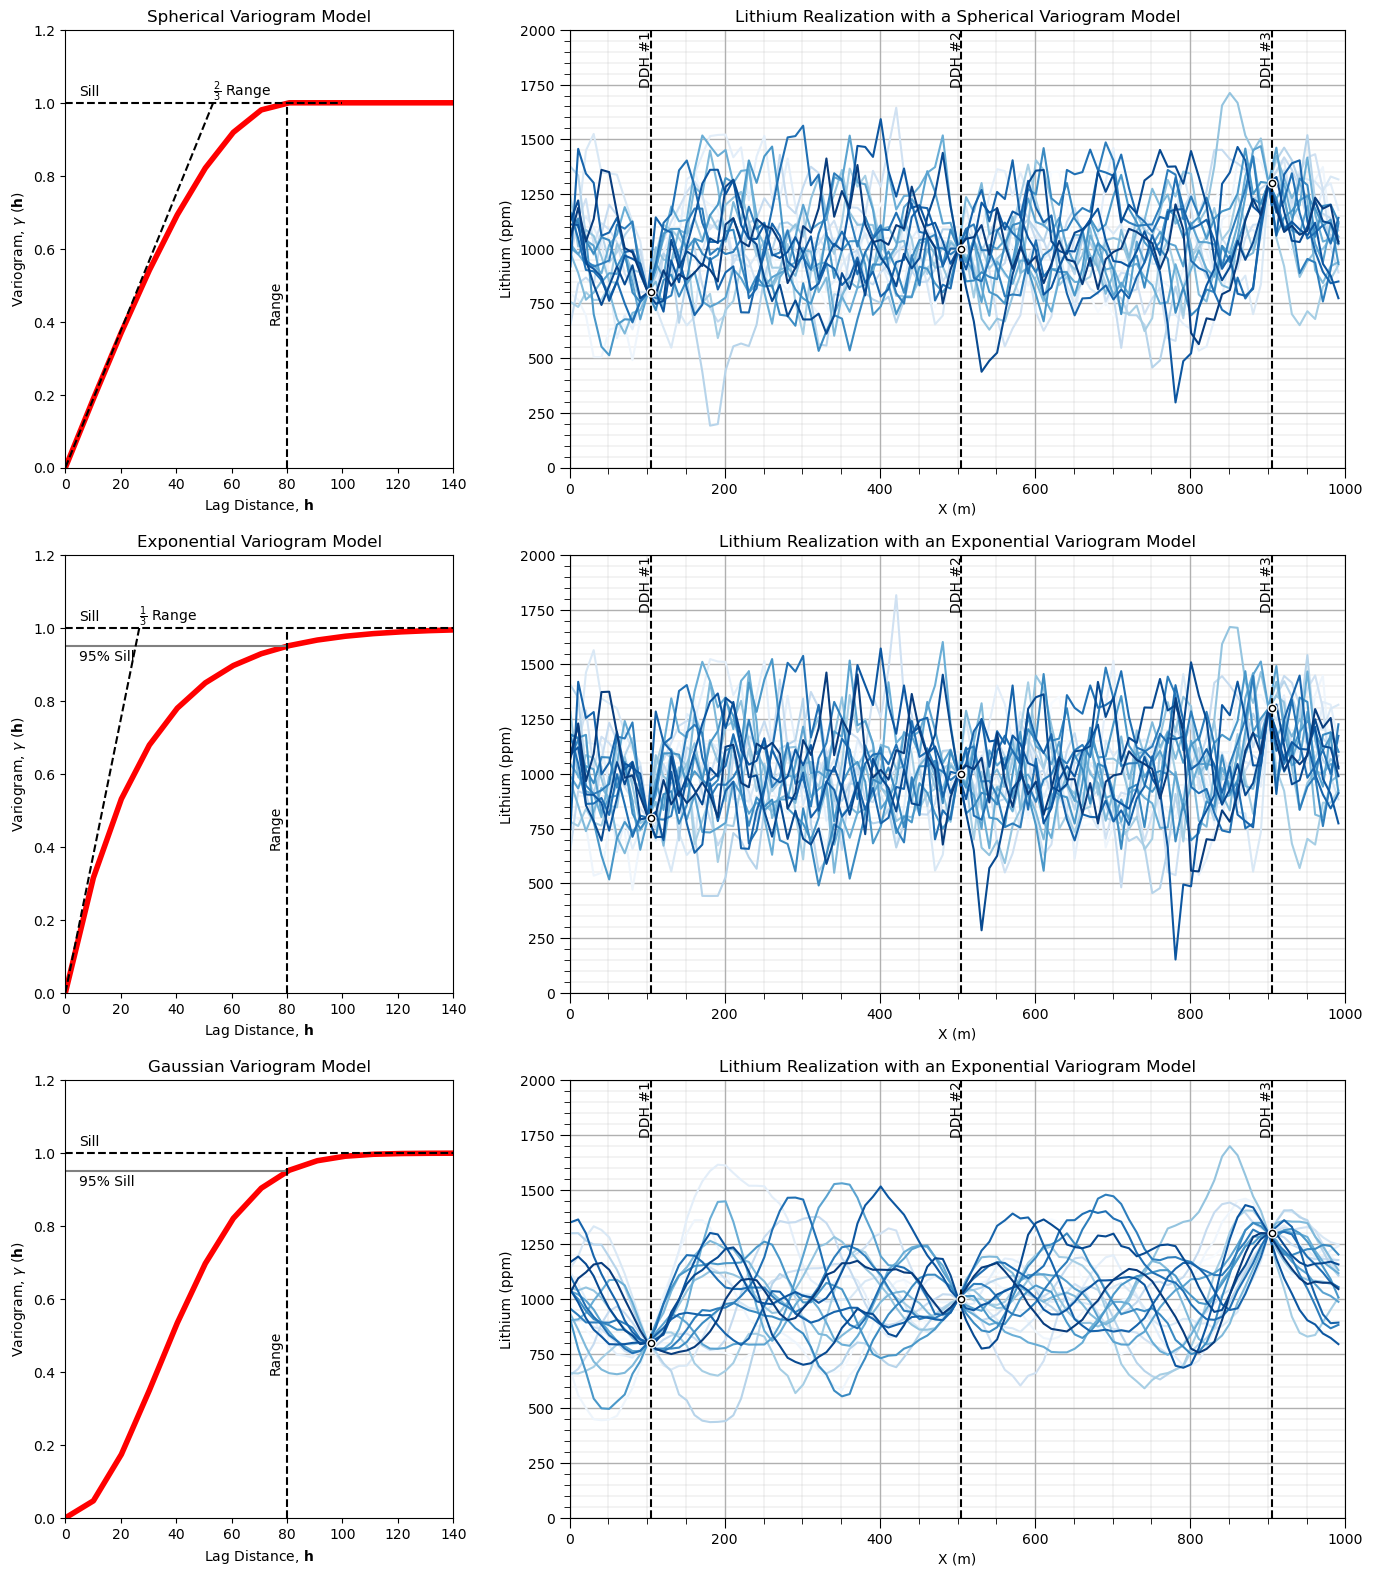 Spherical Variogram Model
1.2
1.0
0.8
0.6
0.4
0.2
0.0
Variogram, γ (h)
Sill
2/3 Range
Range
0 20 40 60 80 100 120 140
Lag Distance, h
Lithium Realization with a Spherical Variogram Model
2000
1750
1500
1250
1000
750
500
250
0
Lithium (ppm)
DDH #1
DDH #2
DDH #3
0 200 400 600 800 1000
X (m)
Exponential Variogram Model
1.2
1.0
0.8
0.6
0.4
0.2
0.0
Variogram, γ (h)
Sill
1/3 Range
95% Sill
Range
0 20 40 60 80 100 120 140
Lag Distance, h
Lithium Realization with an Exponential Variogram Model
2000
1750
1500
1250
1000
750
500
250
0
Lithium (ppm)
DDH #1
DDH #2
DDH #3
0 200 400 600 800 1000
X (m)
Gaussian Variogram Model
1.2
1.0
0.8
0.6
0.4
0.2
0.0
Variogram, γ (h)
Sill
95% Sill
Range
0 20 40 60 80 100 120 140
Lag Distance, h
Lithium Realization with an Exponential Variogram Model
2000
1750
1500
1250
1000
750
500
250
0
Lithium (ppm)
DDH #1
DDH #2
DDH #3
0 200 400 600 800 1000
X (m)